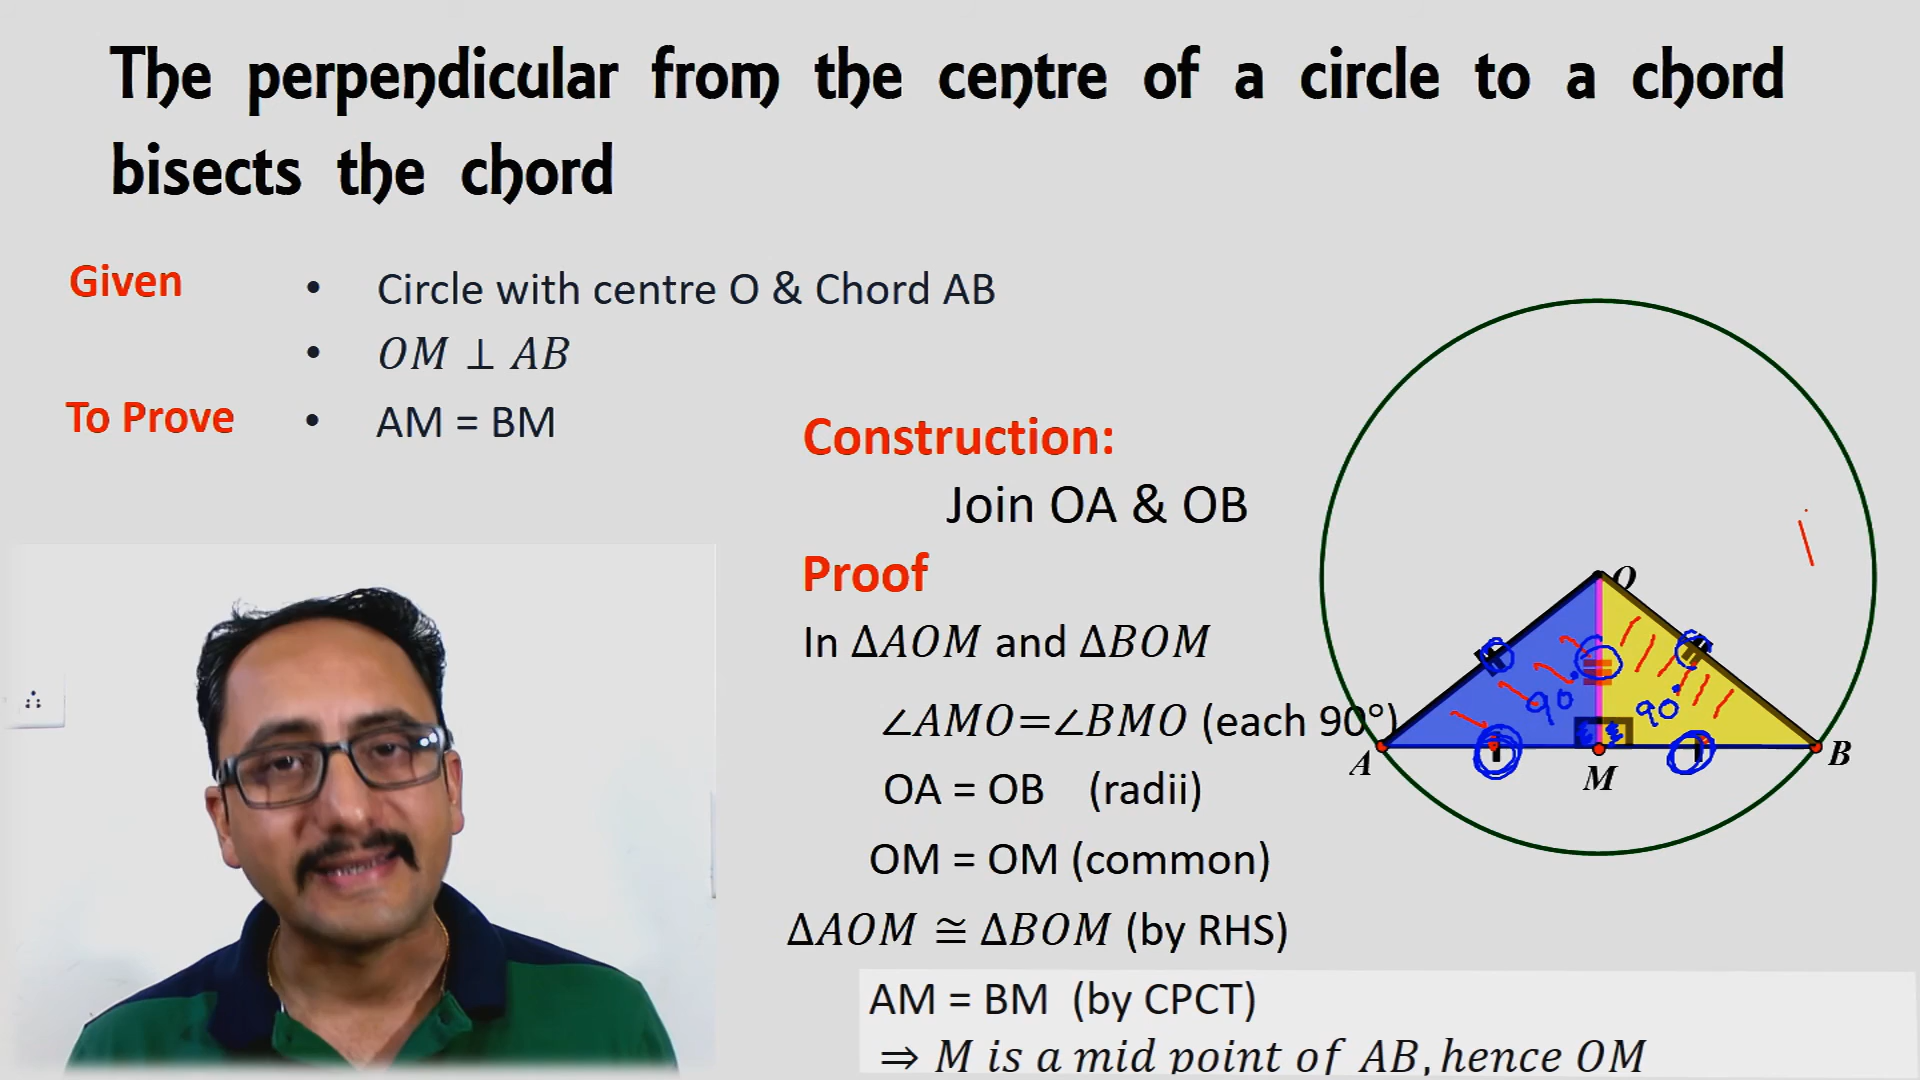 The perpendicular from the centre of a circle to a chord
bisects the chord
Given
• Circle with centre O & Chord AB
• OM ⊥ AB
To Prove
• AM = BM
Construction:
Join OA & OB
Proof
In ΔAOM and ΔBOM
∠AMO=∠BMO (each 90°)
OA = OB (radii)
OM = OM (common)
ΔAOM ≅ ΔBOM (by RHS)
AM = BM (by CPCT)
⇒ M is a mid point of AB, hence OM
O
90
90
A
M
B